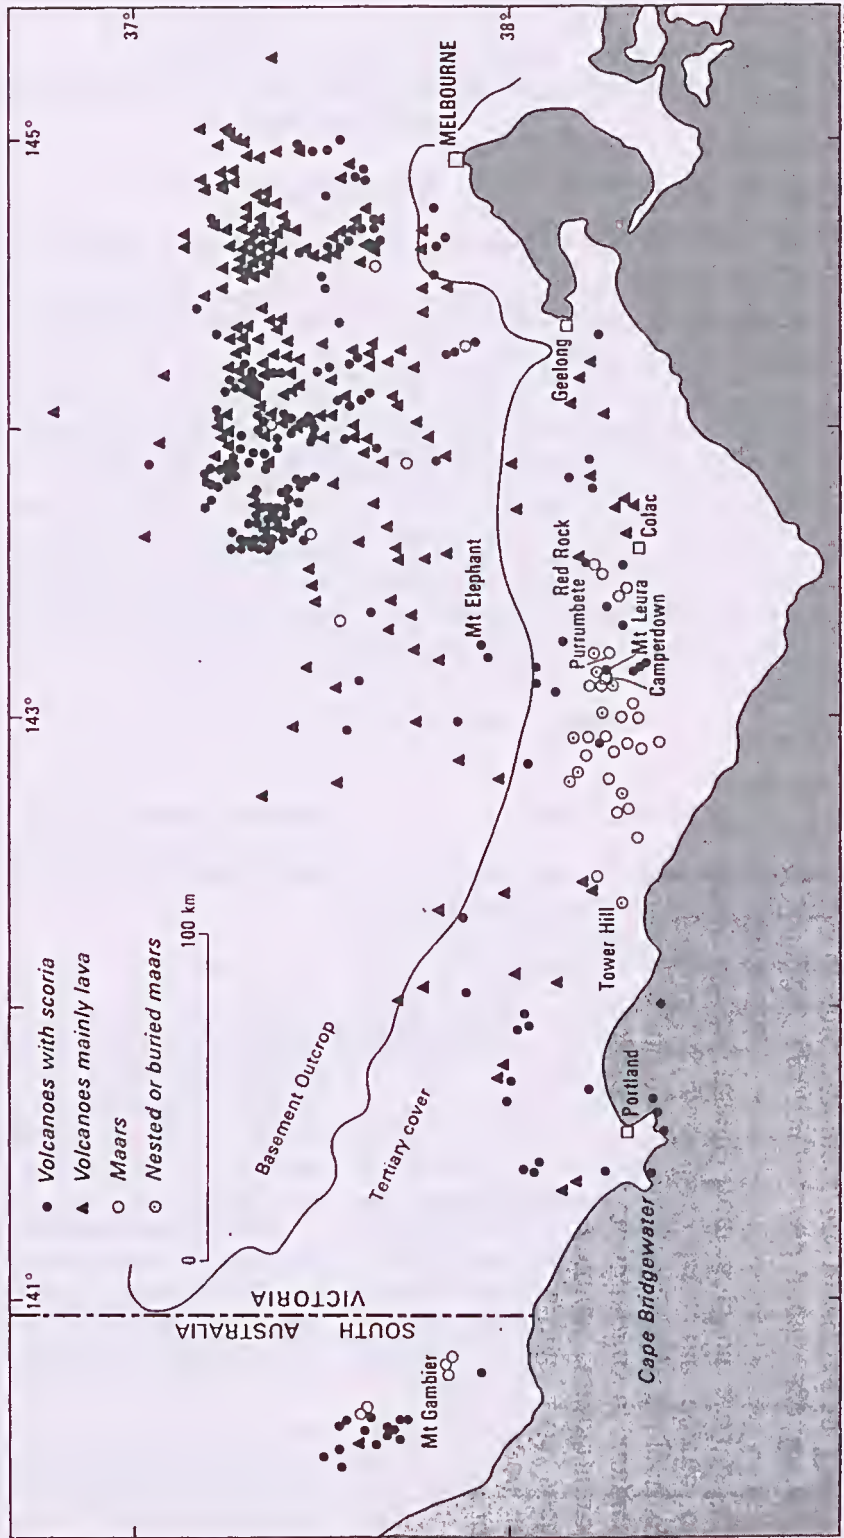 141°
143°
145°
37°
38°
Volcanoes with scoria
Volcanoes mainly lava
Maars
Nested or buried maars
0 100 km
Basement Outcrop
Tertiary cover
SOUTH AUSTRALIA
VICTORIA
MELBOURNE
Geelong
Mt Elephant
Red Rock
Purrumbete
Colac
Mt Leura
Camperdown
Tower Hill
Portland
Cape Bridgewater
Mt Gambier